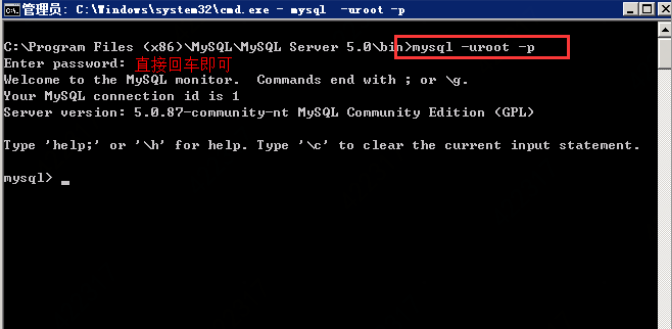 管理员: C:\Windows\system32\cmd.exe - mysql  -uroot -p
C:\Program Files (x86)\MySQL\MySQL Server 5.0\bin>mysql -uroot -p
Enter password: 直接回车即可
Welcome to the MySQL monitor.  Commands end with ; or \g.
Your MySQL connection id is 1
Server version: 5.0.87-community-nt MySQL Community Edition (GPL)
Type 'help;' or '\h' for help. Type '\c' to clear the current input statement.
mysql> _